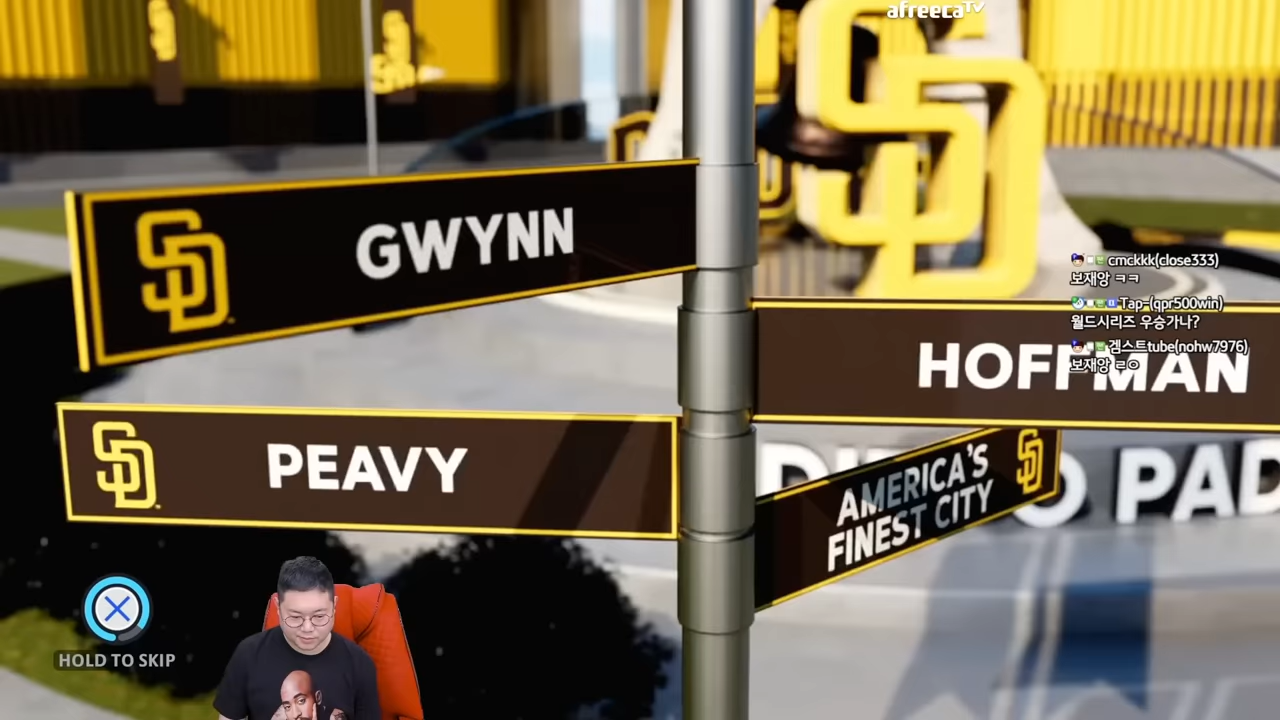 afreecaTV
GWYNN
cmckkk(close333)
보재앙 ㅋㅋ
Tap-(qpr500win)
월드시리즈 우승가나?
겜스트tube(nohw7976)
보재앙 ㄹㅇ
HOFFMAN
PEAVY
AMERICA'S
FINEST CITY
PAD
HOLD TO SKIP